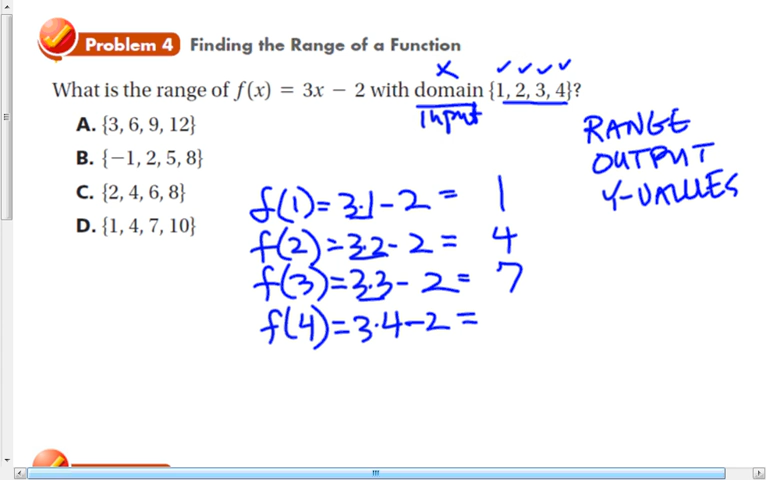 Problem 4 Finding the Range of a Function
x
What is the range of f(x) = 3x − 2 with domain {1, 2, 3, 4}?
Input
A. {3, 6, 9, 12}
B. {−1, 2, 5, 8}
C. {2, 4, 6, 8}
D. {1, 4, 7, 10}
RANGE
OUTPUT
Y-VALUES
f(1)=3·1-2= 1
f(2)=3·2-2= 4
f(3)=3·3-2= 7
f(4)=3·4-2=